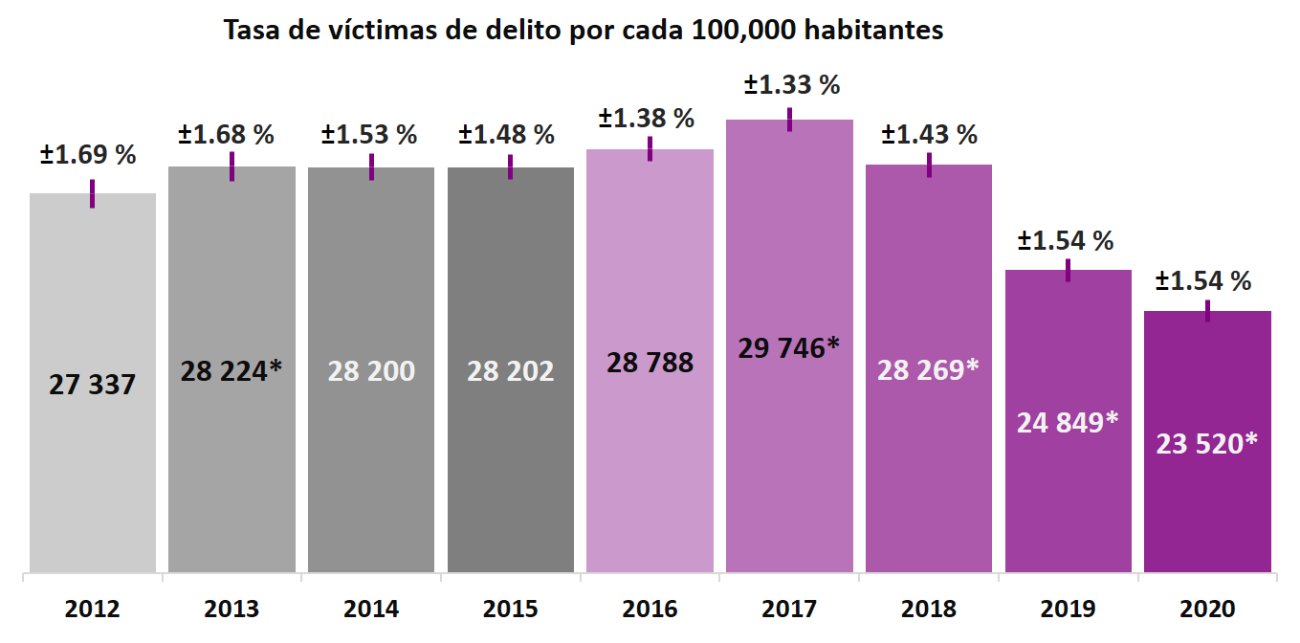 Tasa de víctimas de delito por cada 100,000 habitantes
±1.69 % ±1.68 % ±1.53 % ±1.48 % ±1.38 % ±1.33 % ±1.43 % ±1.54 % ±1.54 %
27 337 28 224* 28 200 28 202 28 788 29 746* 28 269* 24 849* 23 520*
2012 2013 2014 2015 2016 2017 2018 2019 2020